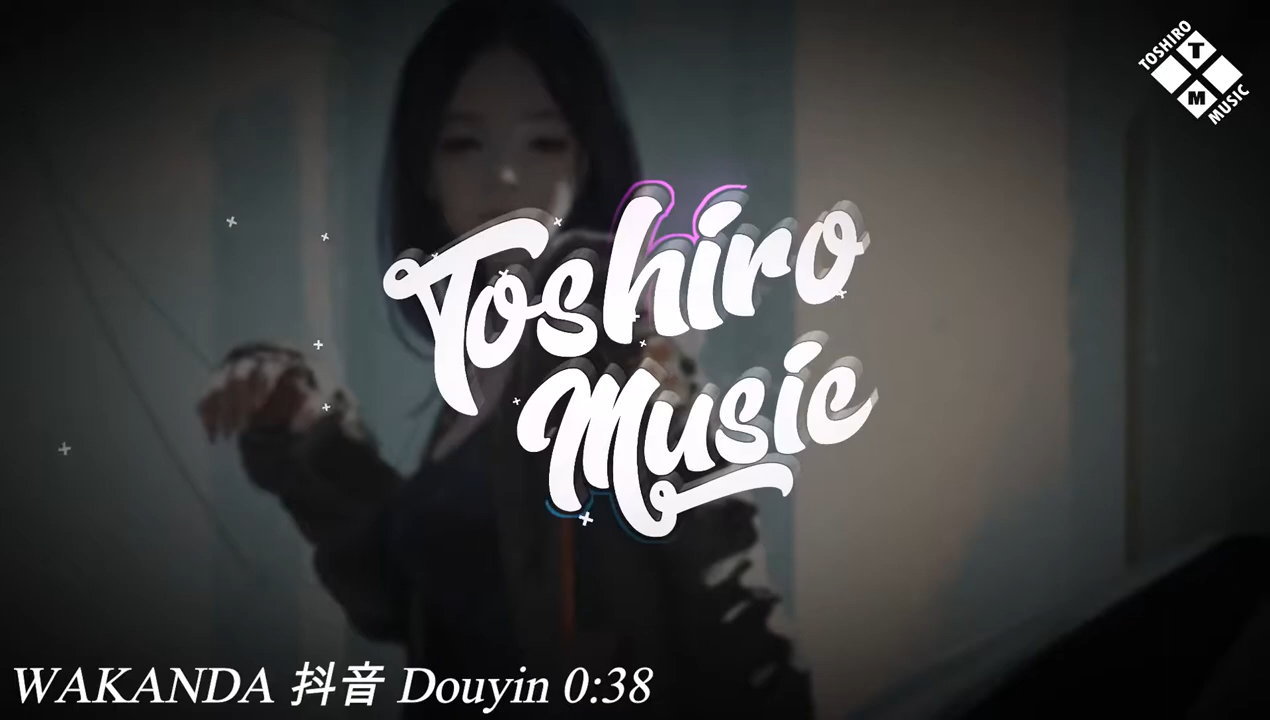 TOSHIRO
T
M
MUSIC
Toshiro
Music
WAKANDA 抖音 Douyin 0:38